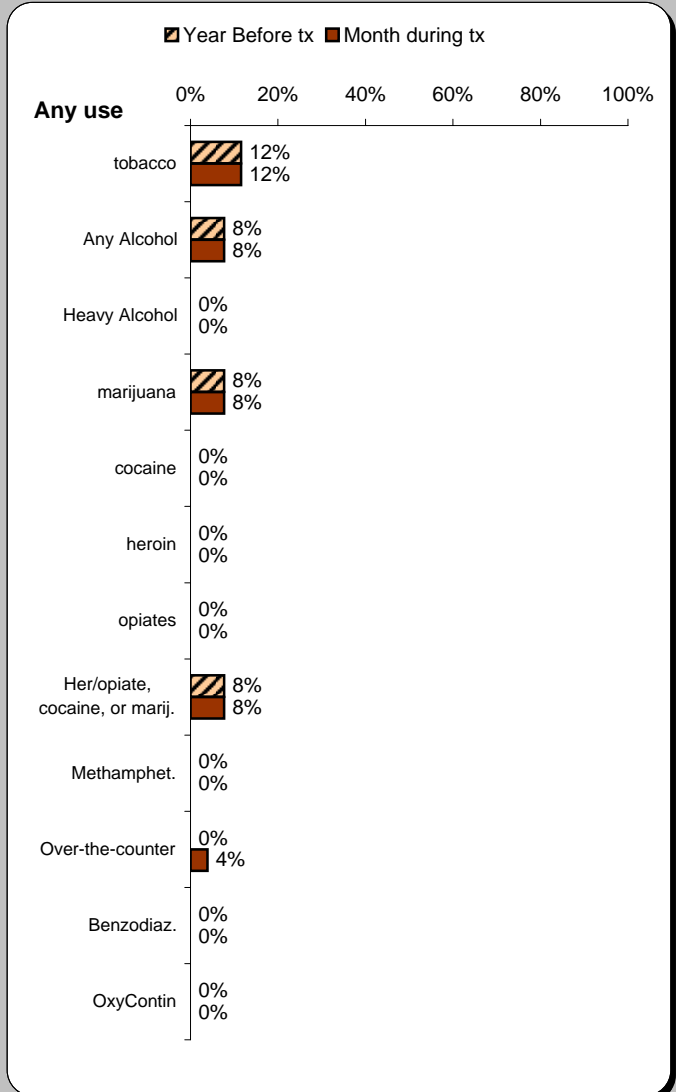 Year Before tx Month during tx
0% 20% 40% 60% 80% 100%
Any use
tobacco 12%
12%
Any Alcohol 8%
8%
Heavy Alcohol 0%
0%
marijuana 8%
8%
cocaine 0%
0%
heroin 0%
0%
opiates 0%
0%
Her/opiate, 8%
cocaine, or marij. 8%
Methamphet. 0%
0%
Over-the-counter 0%
4%
Benzodiaz. 0%
0%
OxyContin 0%
0%